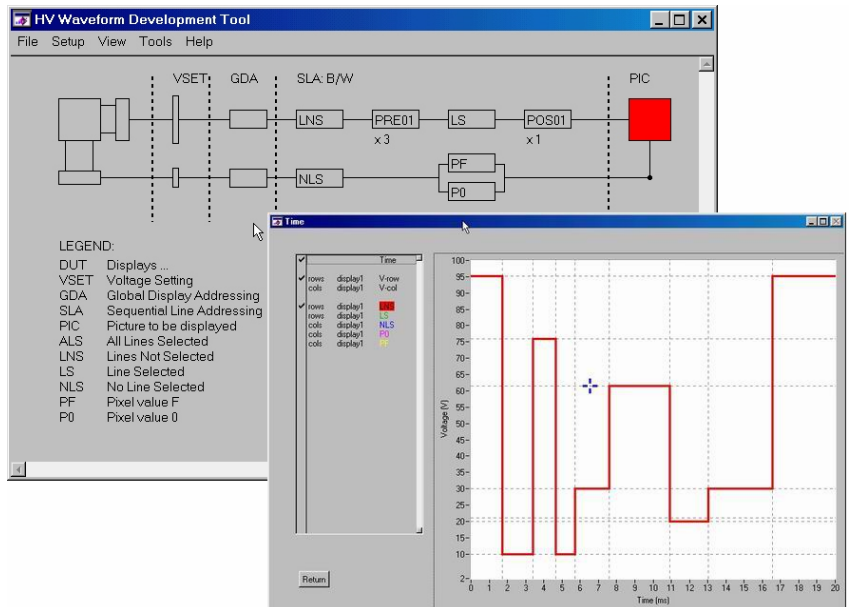 HV Waveform Development Tool
File Setup View Tools Help
VSET GDA SLA: B/W PIC
LNS PRE01 LS POS01
x 3 x 1
PF
NLS
P0
LEGEND:
DUT Displays ...
VSET Voltage Setting
GDA Global Display Addressing
SLA Sequential Line Addressing
PIC Picture to be displayed
ALS All Lines Selected
LNS Lines Not Selected
LS Line Selected
NLS No Line Selected
PF Pixel value F
P0 Pixel value 0
Time
Time
rows display1 V-row
cols display1 V-col
rows display1 LNS
rows display1 LS
cols display1 NLS
cols display1 P0
cols display1 PF
Return
100
95
90
85
80
75
70
65
60
55
50
45
40
35
30
25
20
15
10
2
Voltage (V)
0 1 2 3 4 5 6 7 8 9 10 11 12 13 14 15 16 17 18 19 20
Time (ms)